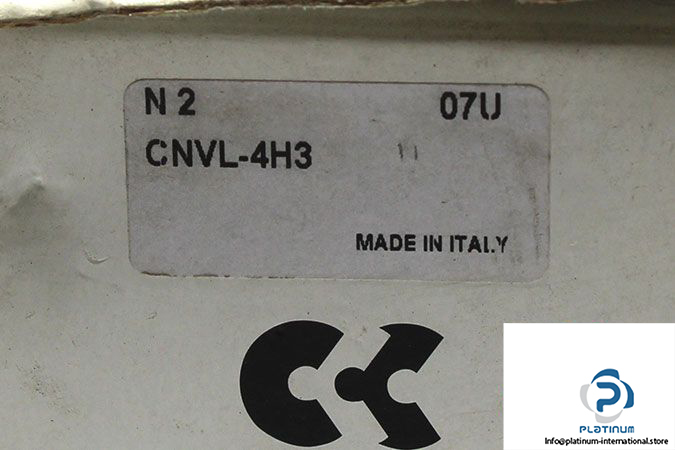 N 2 07U
CNVL-4H3
MADE IN ITALY
PLATINUM
Info@platinum-international.store